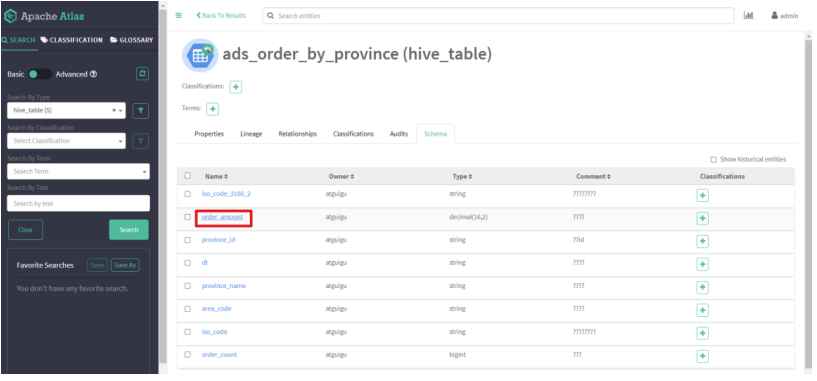 Apache Atlas
SEARCH CLASSIFICATION GLOSSARY
Basic Advanced
Search By Type
hive_table (5)
Search By Classification
Select Classification
Search By Term
Search Term
Search By Text
Search by text
Clear Search
Favorite Searches Save Save As
You don't have any favorite search.
Back To Results Search entities admin
ads_order_by_province (hive_table)
Classifications:
Terms:
Properties Lineage Relationships Classifications Audits Schema
Show historical entities
Name Owner Type Comment Classifications
iso_code_3166_2 atguigu string ????????
order_amount atguigu decimal(16,2) ????
province_id atguigu string ??id
dt atguigu string ????
province_name atguigu string ????
area_code atguigu string ????
iso_code atguigu string ????????
order_count atguigu bigint ???